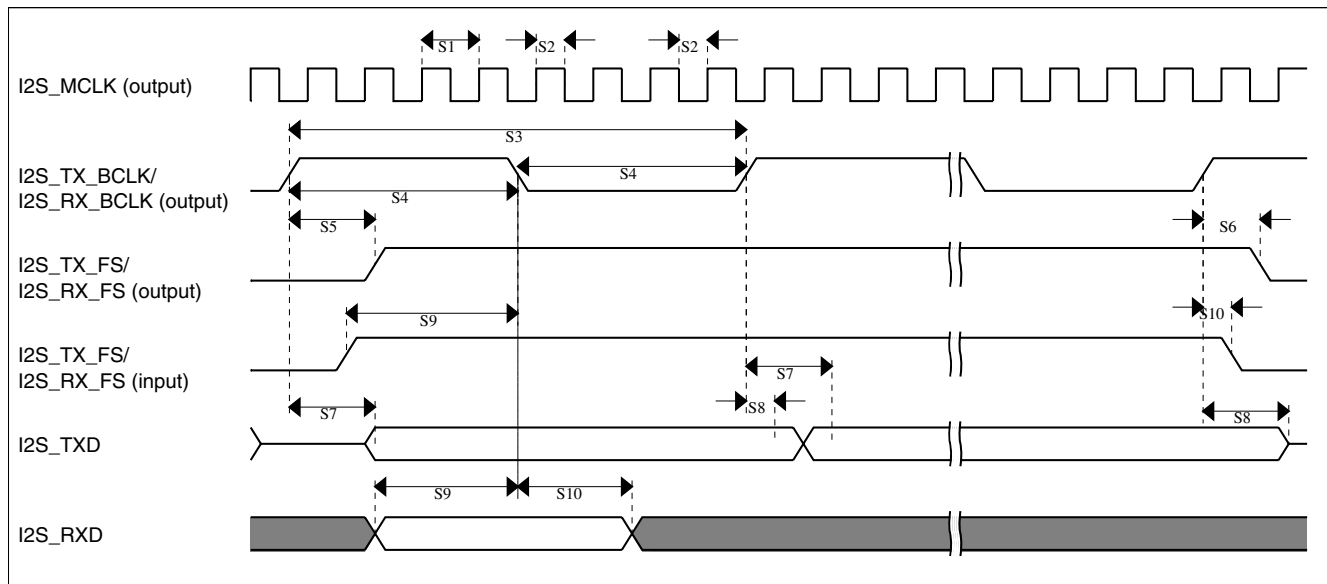 S1 S2 S2
I2S_MCLK (output)
S3
I2S_TX_BCLK/
I2S_RX_BCLK (output)
S4
S4
S5 S6
I2S_TX_FS/
I2S_RX_FS (output)
S9 S10
I2S_TX_FS/
I2S_RX_FS (input)
S7
S7 S8 S8
I2S_TXD
S9 S10
I2S_RXD